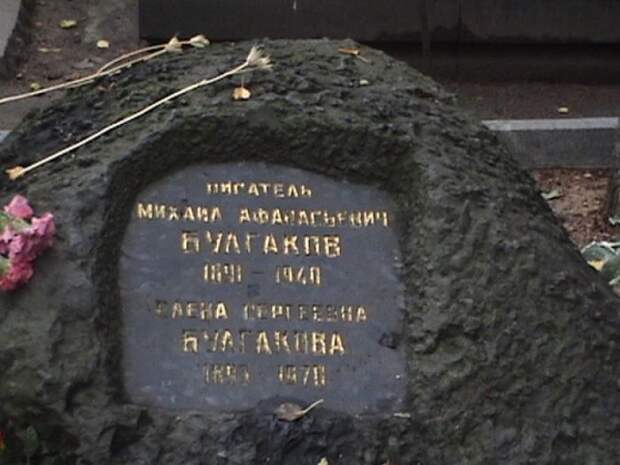 ПИСАТЕЛЬ
МИХАИЛ АФАНАСЬЕВИЧ
БУЛГАКОВ
1891 - 1940
ЕЛЕНА СЕРГЕЕВНА
БУЛГАКОВА
1893 - 1970